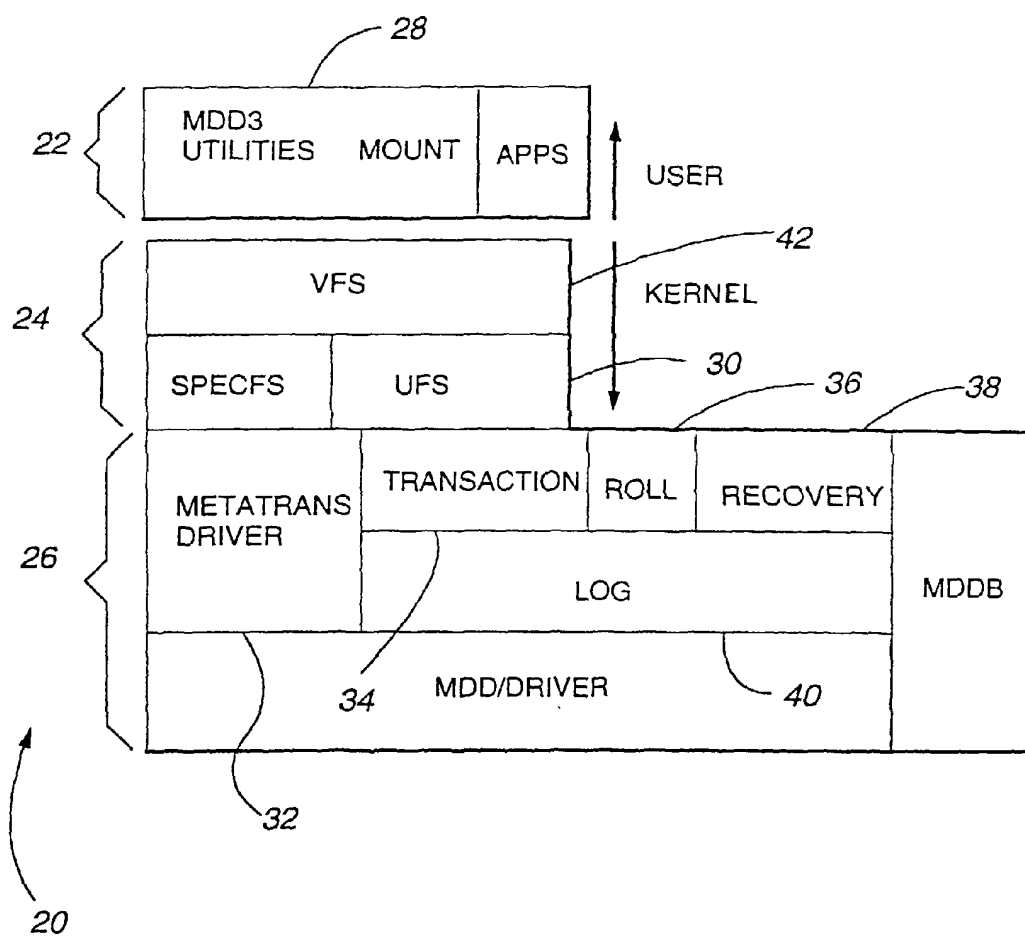 28
22
MDD3
UTILITIES MOUNT APPS
USER
42
24
VFS
KERNEL
SPECFS UFS
30
36
38
26
METATRANS
DRIVER
TRANSACTION ROLL RECOVERY
LOG
MDDB
34
MDD/DRIVER
40
32
20